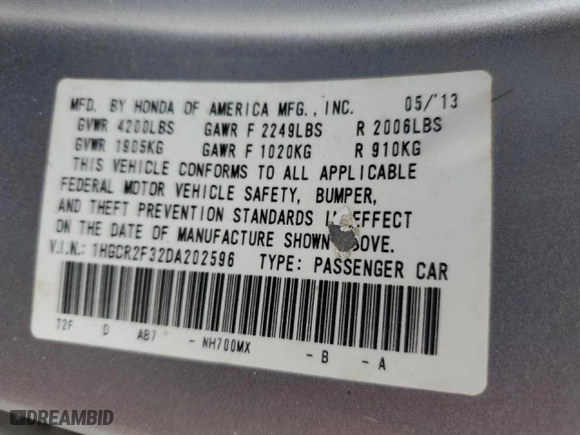 MFD. BY HONDA OF AMERICA MFG., INC. 05/'13
GVWR 4200LBS GAWR F 2249LBS R 2006LBS
GVWR 1905KG GAWR F 1020KG R 910KG
THIS VEHICLE CONFORMS TO ALL APPLICABLE
FEDERAL MOTOR VEHICLE SAFETY, BUMPER,
AND THEFT PREVENTION STANDARDS EFFECT
ON THE DATE OF MANUFACTURE SHOWN
V.I.N.: 1HGCR2F32DA202596 TYPE: PASSENGER CAR
T2F D AB7 - NH700MX - B - A
DREAMBID